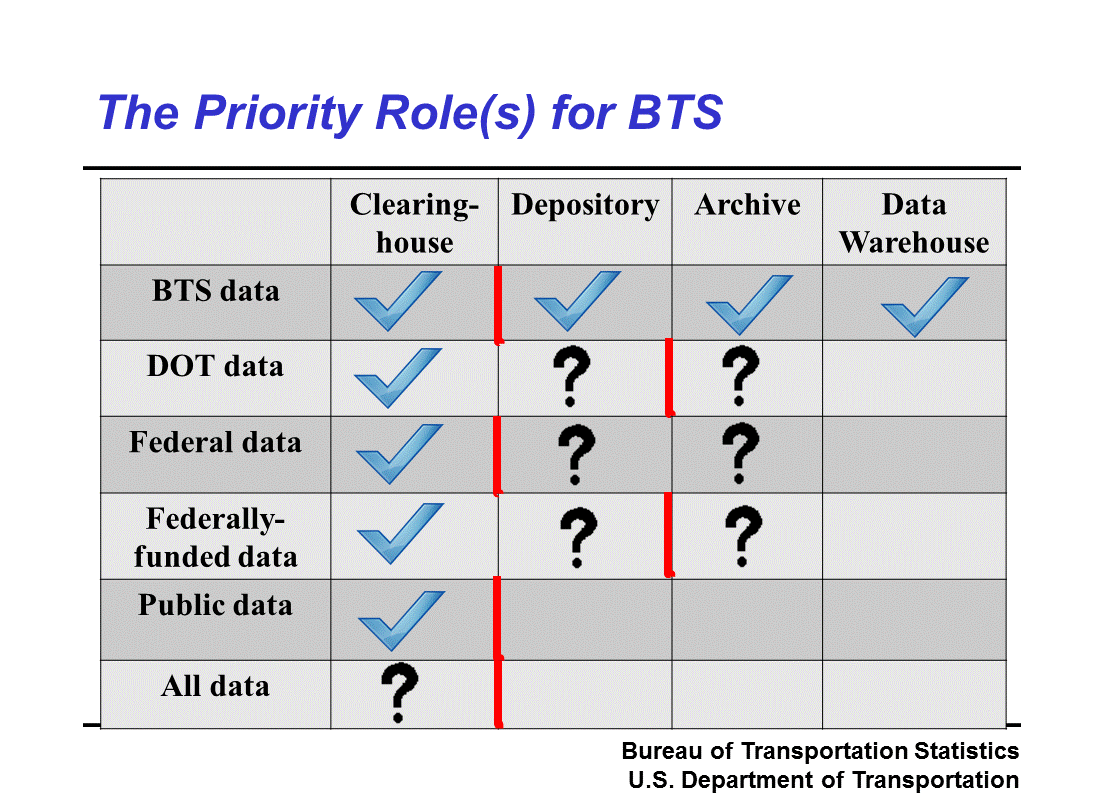 The Priority Role(s) for BTS
Clearing-
house
Depository
Archive
Data
Warehouse
BTS data
DOT data
?
?
Federal data
?
?
Federally-
funded data
?
?
Public data
All data
?
Bureau of Transportation Statistics
U.S. Department of Transportation